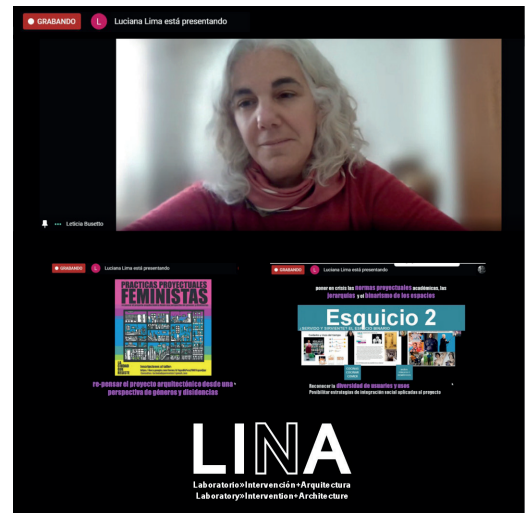 GRABANDO
L
Luciana Lima está presentando
Leticia Busetto
GRABANDO
L
Luciana Lima está presentando
PRÁCTICAS PROYECTUALES
FEMINISTAS
re-pensar el proyecto arquitectónico desde una
perspectiva de géneros y disidencias
GRABANDO
L
Luciana Lima está presentando
poner en crisis las normas proyectuales académicas, las
jerarquías y el binarismo de los espacios
Esquicio 2
Reconocer la diversidad de usuaries y usos
Posibilitar estrategias de integración social aplicadas al proyecto
LINA
Laboratorio»Intervención+Arquitectura
Laboratory»Intervention+Architecture